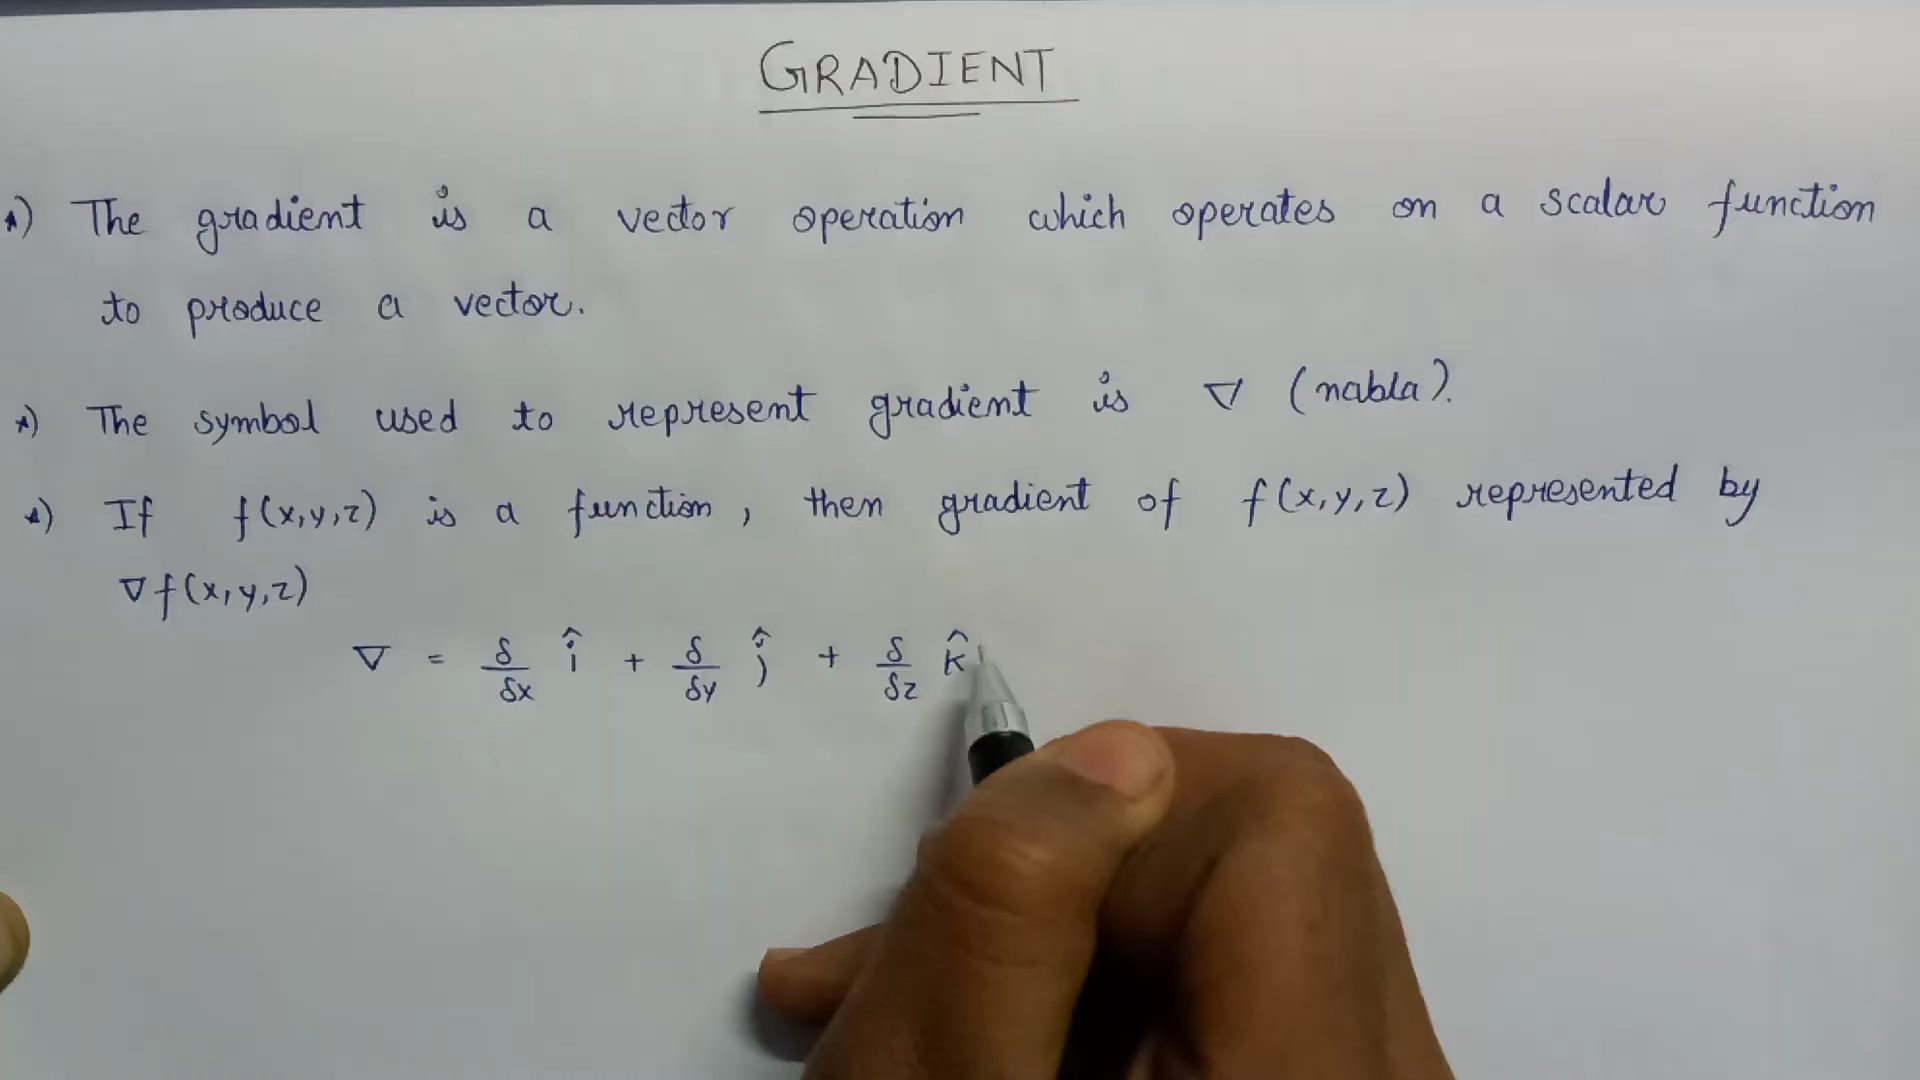 GRADIENT
*) The gradient is a vector operation which operates on a scalar function
to produce a vector.
*) The symbol used to represent gradient is ∇ (nabla).
*) If f(x,y,z) is a function, then gradient of f(x,y,z) represented by
∇f(x,y,z)
∇ = δ/δx î + δ/δy ĵ + δ/δz k̂